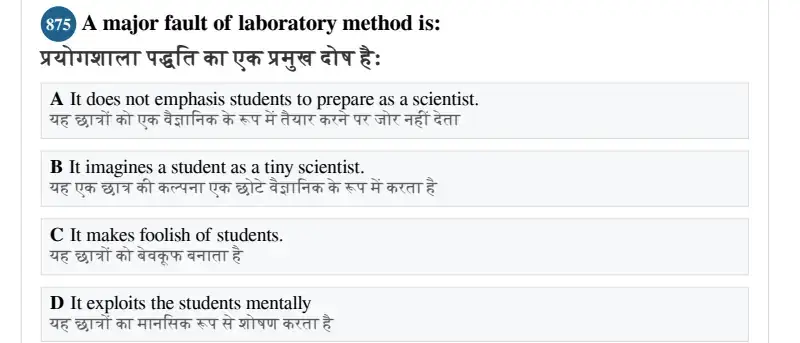 875 A major fault of laboratory method is:
प्रयोगशाला पद्धति का एक प्रमुख दोष है:
A It does not emphasis students to prepare as a scientist.
यह छात्रों को एक वैज्ञानिक के रूप में तैयार करने पर जोर नहीं देता
B It imagines a student as a tiny scientist.
यह एक छात्र की कल्पना एक छोटे वैज्ञानिक के रूप में करता है
C It makes foolish of students.
यह छात्रों को बेवकूफ बनाता है
D It exploits the students mentally
यह छात्रों का मानसिक रूप से शोषण करता है